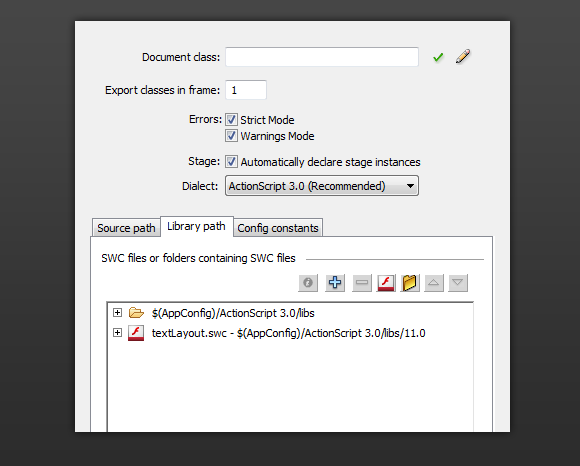 Document class:
Export classes in frame: 1
Errors: Strict Mode
Warnings Mode
Stage: Automatically declare stage instances
Dialect: ActionScript 3.0 (Recommended)
Source path Library path Config constants
SWC files or folders containing SWC files
$(AppConfig)/ActionScript 3.0/libs
textLayout.swc - $(AppConfig)/ActionScript 3.0/libs/11.0